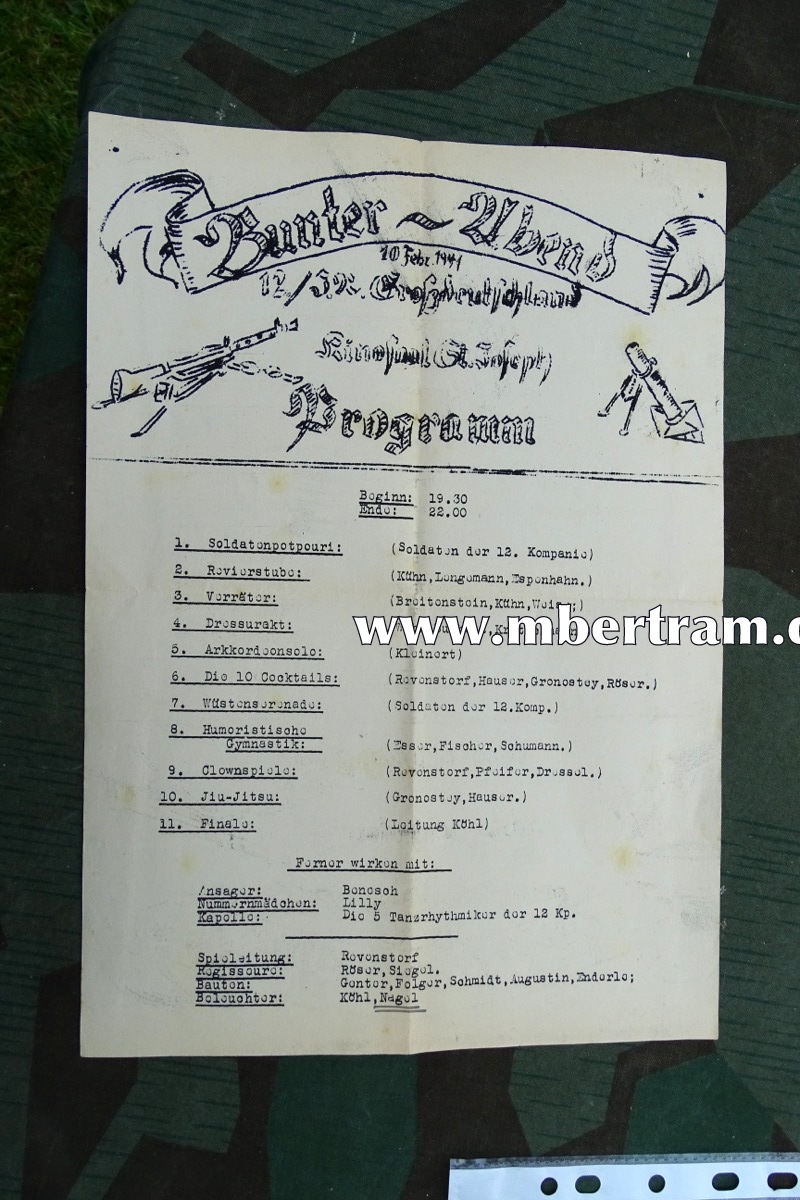 Bunter ~ Abend
10 Febr. 1941
12./J.R. Großdeutschland
Kinosaal St. Joseph
Programm
Beginn: 19.30
Ende: 22.00
1. Soldatenpotpouri: (Soldaten der 12. Kompanie)
2. Revierstube: (Kühn,Longemann,Espenhahn.)
3. Verräter: (Breitenstein,Kühn,
4. Dressurakt:
www.mbertram.d
5. Arkkordeonsolo: (Kleinert)
6. Die 10 Cocktails: (Revenstorf,Hauser,Gronostey,Röser.)
7. Wüstenserenade: (Soldaten der 12.Komp.)
8. Humoristische
Gymnastik: (Esser,Fischer,Schumann.)
9. Clownspiele: (Revenstorf,Pfeifer,Dressel.)
10. Jiu-Jitsu: (Gronostey,Hauser.)
11. Finale: (Leitung Köhl)
Ferner wirken mit:
Ansager: Benesch
Nummernmädchen: Lilly
Kapelle: Die 5 Tanzrhythmiker der 12 Kp.
Spielleitung: Revenstorf
Regisseure: Röser, Siegel.
Bauten: Genter,Folger,Schmidt,Augustin,Enderle;
Beleuchter: Köhl,Nagel